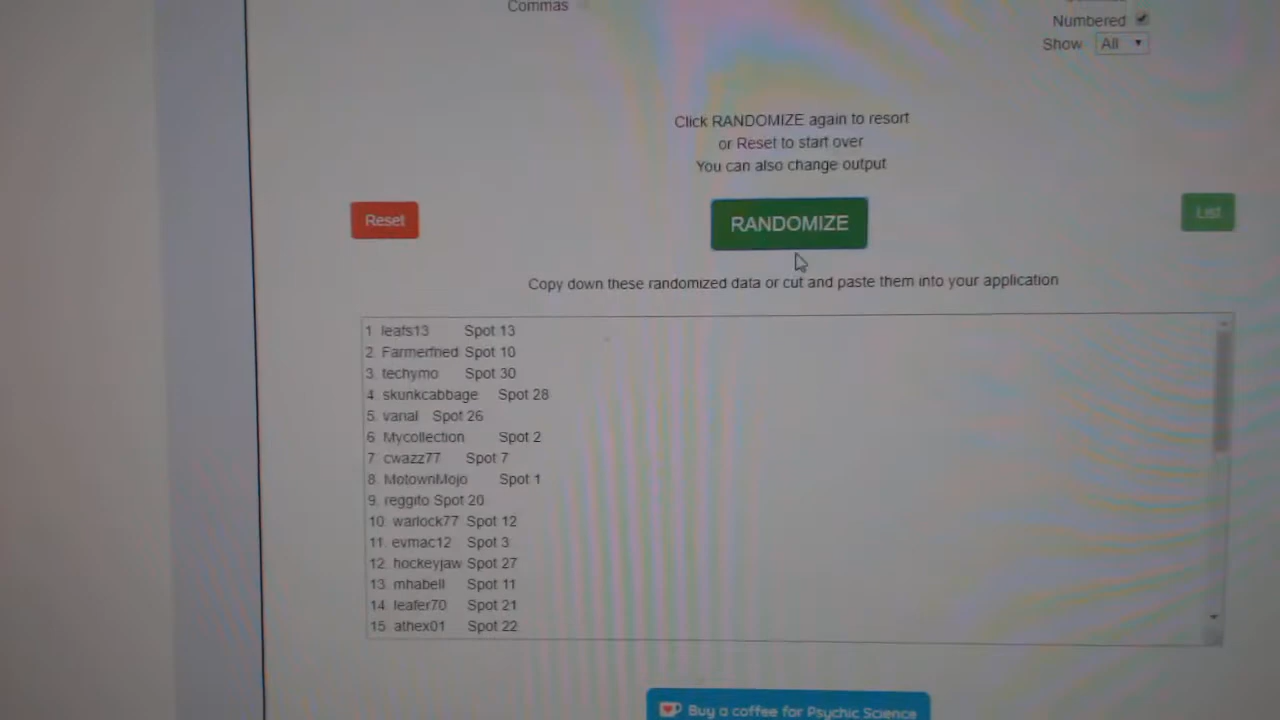 Commas
Numbered
Show All
Click RANDOMIZE again to resort
or Reset to start over
You can also change output
Reset
RANDOMIZE
List
Copy down these randomized data or cut and paste them into your application
1. leafs13 Spot 13
2. Farmerfned Spot 10
3. techymo Spot 30
4. skunkcabbage Spot 28
5. varial Spot 26
6. Mycollection Spot 2
7. cwazz77 Spot 7
8. MotownMojo Spot 1
9. reggito Spot 20
10. warlock77 Spot 12
11. evmac12 Spot 3
12. hockeyjaw Spot 27
13. mhabell Spot 11
14. leafer70 Spot 21
15. athex01 Spot 22
Buy a coffee for Psychic Science